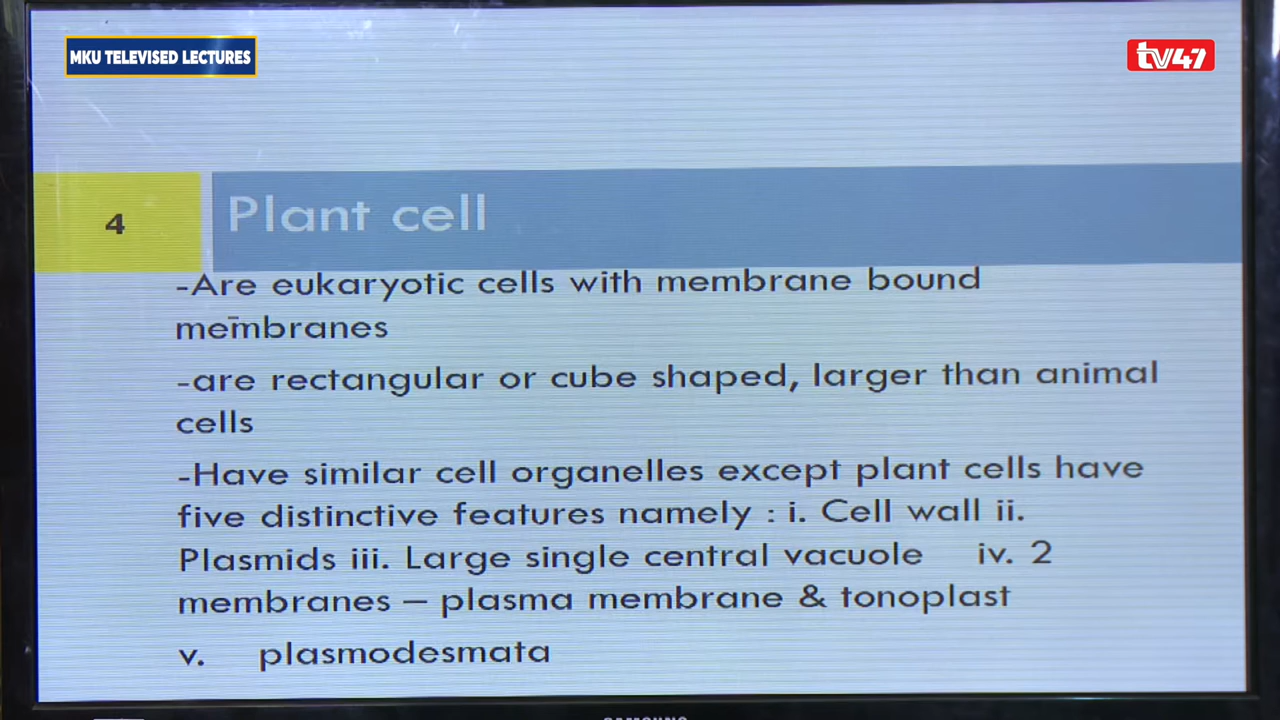 MKU TELEVISED LECTURES
tv47
4
Plant cell
-Are eukaryotic cells with membrane bound
membranes
-are rectangular or cube shaped, larger than animal
cells
-Have similar cell organelles except plant cells have
five distinctive features namely : i. Cell wall ii.
Plasmids iii. Large single central vacuole iv. 2
membranes – plasma membrane & tonoplast
v. plasmodesmata
SAMSUNG